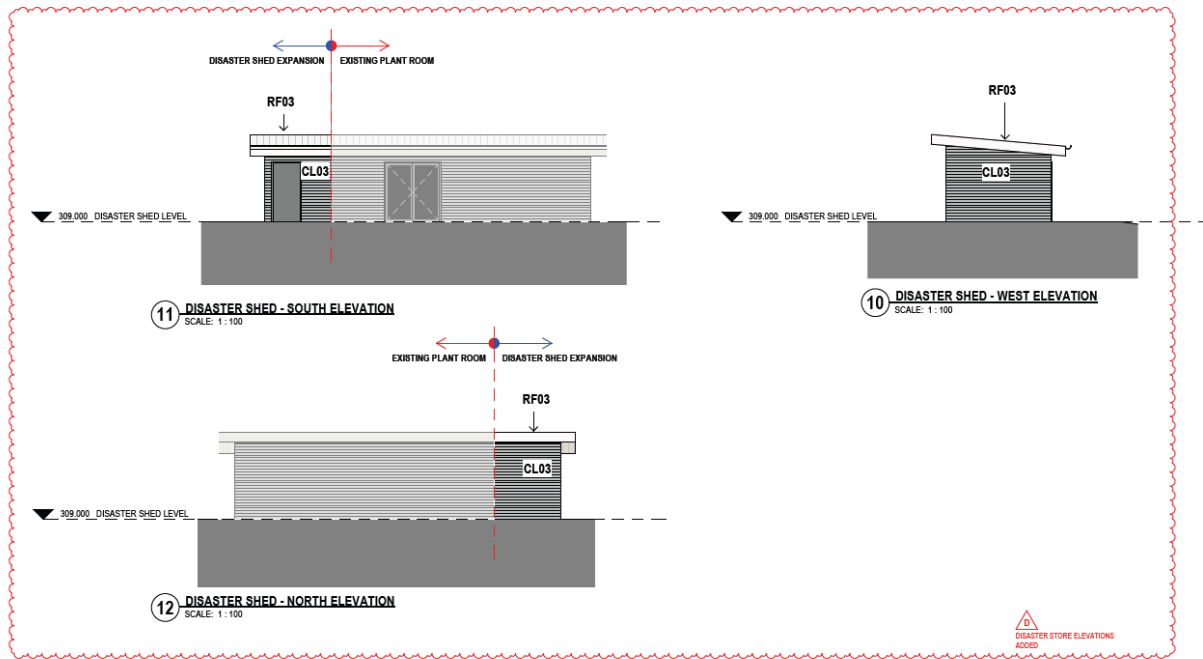 DISASTER SHED EXPANSION EXISTING PLANT ROOM
RF03
CL03
309.000 DISASTER SHED LEVEL
11 DISASTER SHED - SOUTH ELEVATION
SCALE: 1 : 100
RF03
CL03
309.000 DISASTER SHED LEVEL
10 DISASTER SHED - WEST ELEVATION
SCALE: 1 : 100
EXISTING PLANT ROOM DISASTER SHED EXPANSION
RF03
CL03
309.000 DISASTER SHED LEVEL
12 DISASTER SHED - NORTH ELEVATION
SCALE: 1 : 100
D
DISASTER STORE ELEVATIONS
ADDED